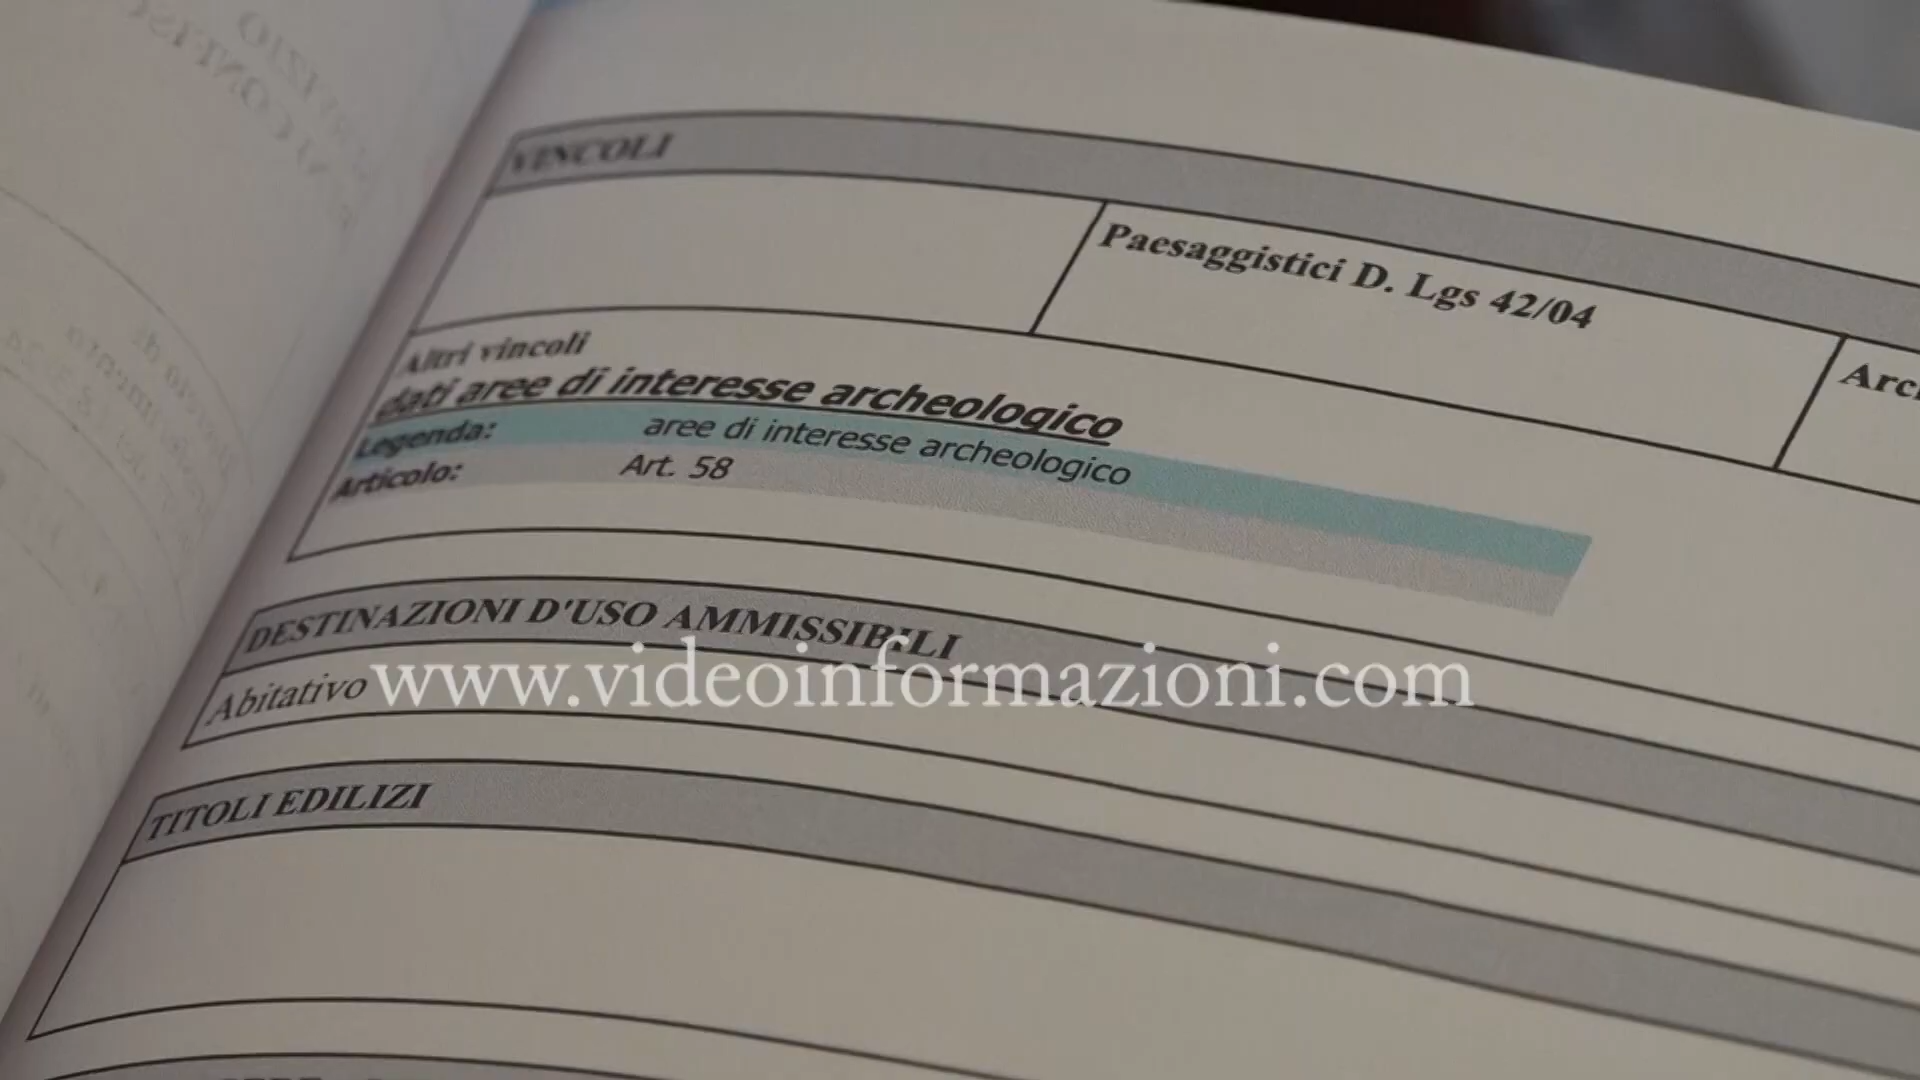 VINCOLI
Paesaggistici D. Lgs 42/04
Altri vincoli
dati aree di interesse archeologico
Legenda: aree di interesse archeologico
Articolo: Art. 58
DESTINAZIONI D'USO AMMISSIBILI
Abitativo
www.videoinformazioni.com
TITOLI EDILIZI